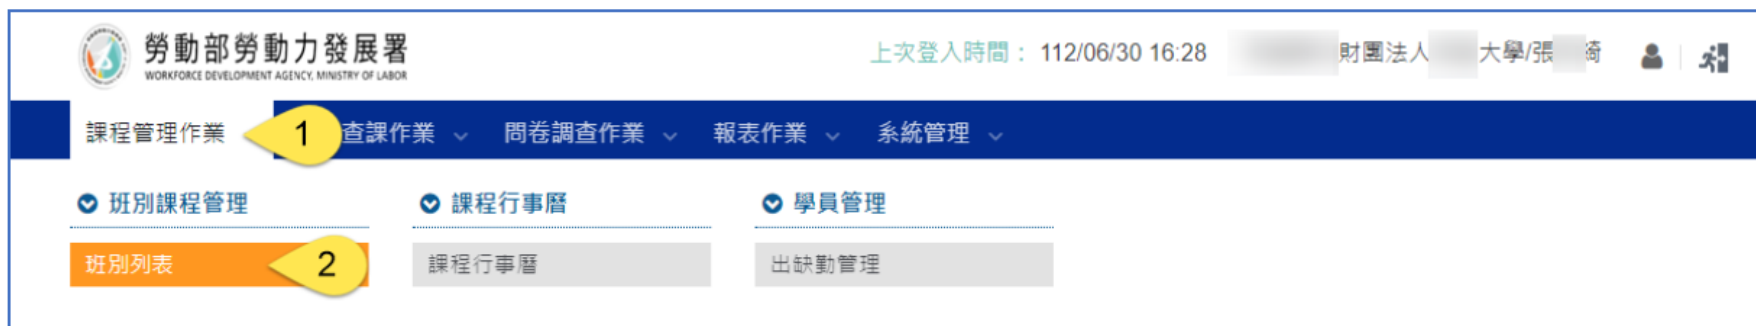 勞動部勞動力發展署
WORKFORCE DEVELOPMENT AGENCY, MINISTRY OF LABOR
上次登入時間： 112/06/30 16:28 財團法人 大學/張 綺
課程管理作業 1 查課作業 問卷調查作業 報表作業 系統管理
班別課程管理 課程行事曆 學員管理
班別列表 2 課程行事曆 出缺勤管理